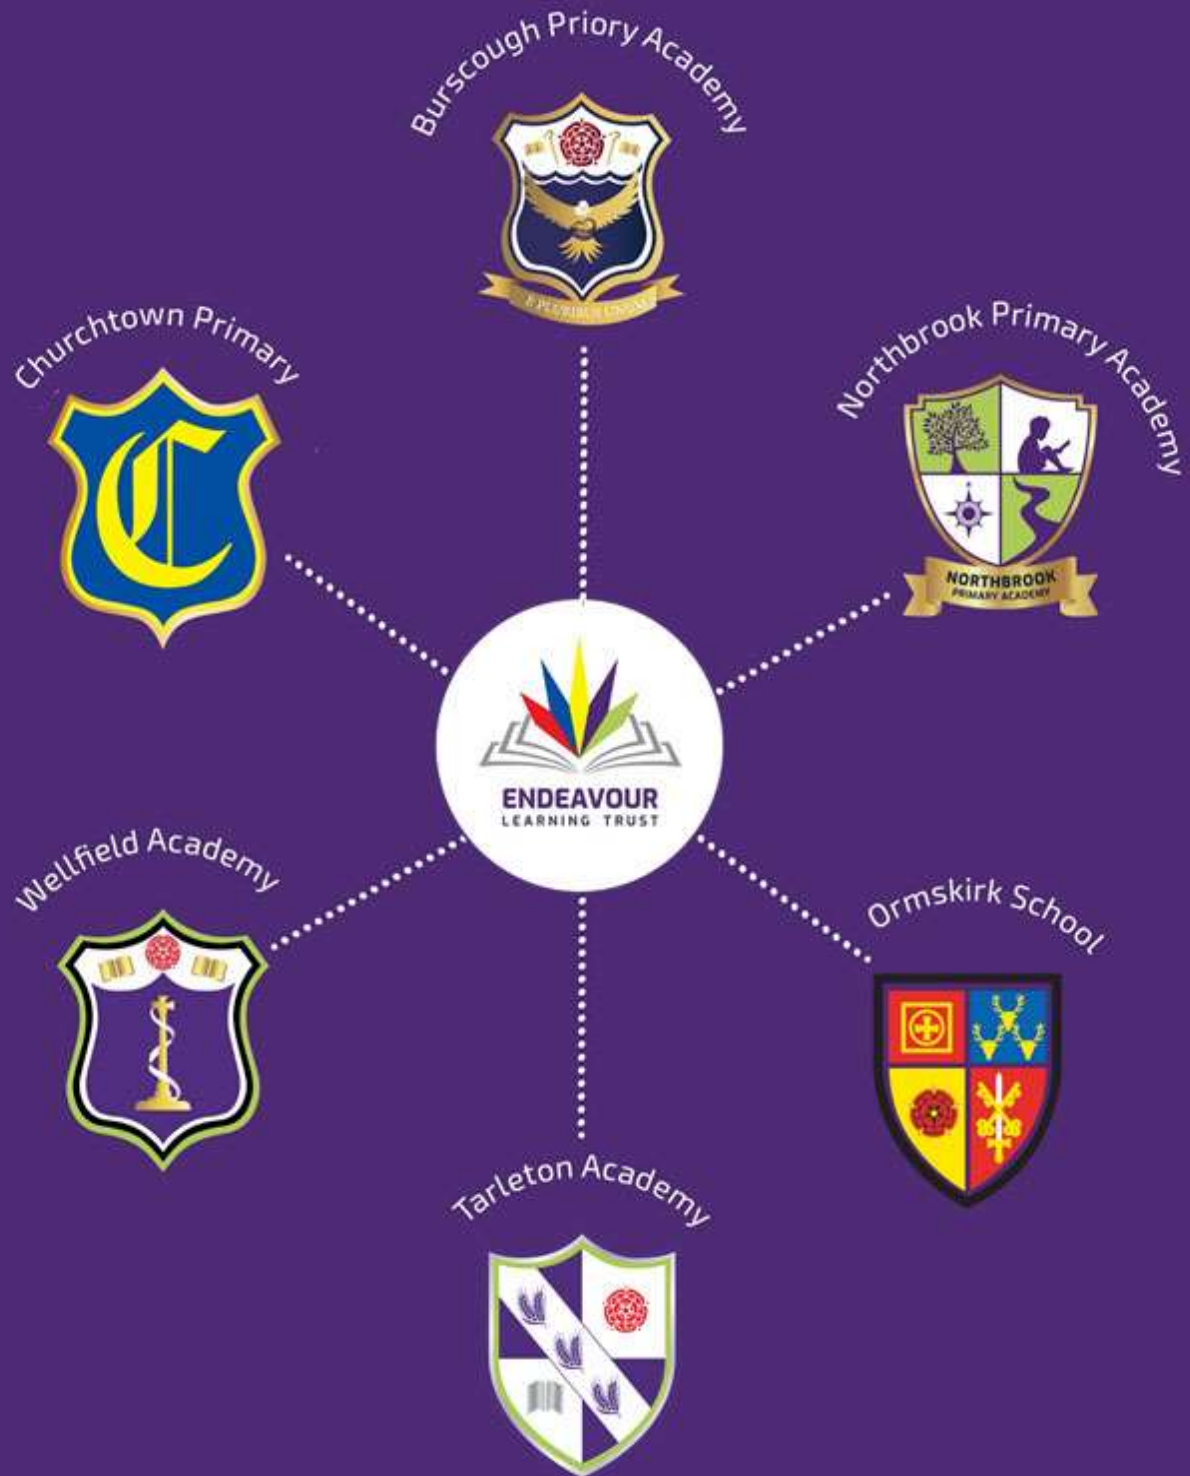 Burscough Priory Academy
E PLURIBUS UNUM
Churchtown Primary
C
Northbrook Primary Academy
NORTHBROOK
PRIMARY ACADEMY
ENDEAVOUR
LEARNING TRUST
Wellfield Academy
Ormskirk School
Tarleton Academy